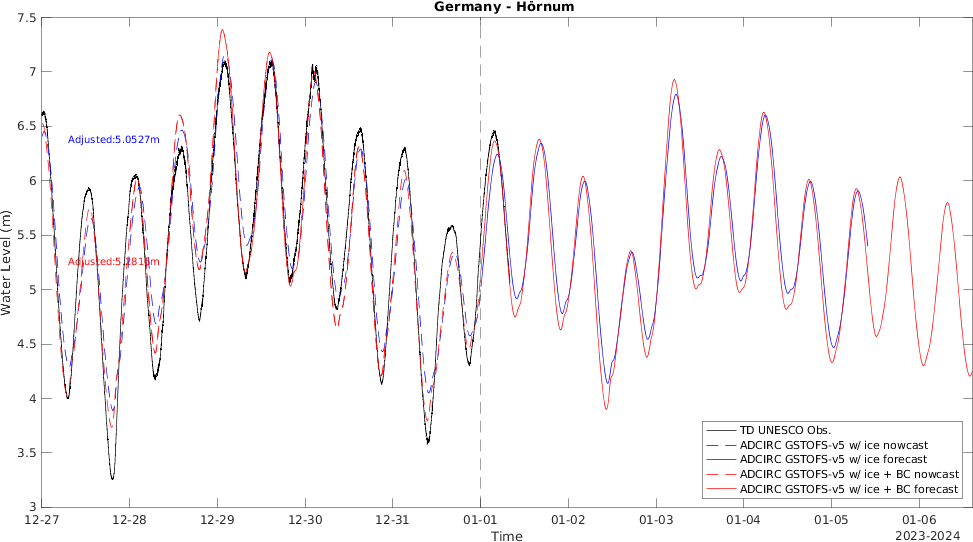 Germany - Hörnum
Water Level (m)
7.5
7
6.5
6
5.5
5
4.5
4
3.5
3
Adjusted:5.0527m
Adjusted:5.2818m
TD UNESCO Obs.
ADCIRC GSTOFS-v5 w/ ice nowcast
ADCIRC GSTOFS-v5 w/ ice forecast
ADCIRC GSTOFS-v5 w/ ice + BC nowcast
ADCIRC GSTOFS-v5 w/ ice + BC forecast
12-27 12-28 12-29 12-30 12-31 01-01 01-02 01-03 01-04 01-05 01-06
Time
2023-2024